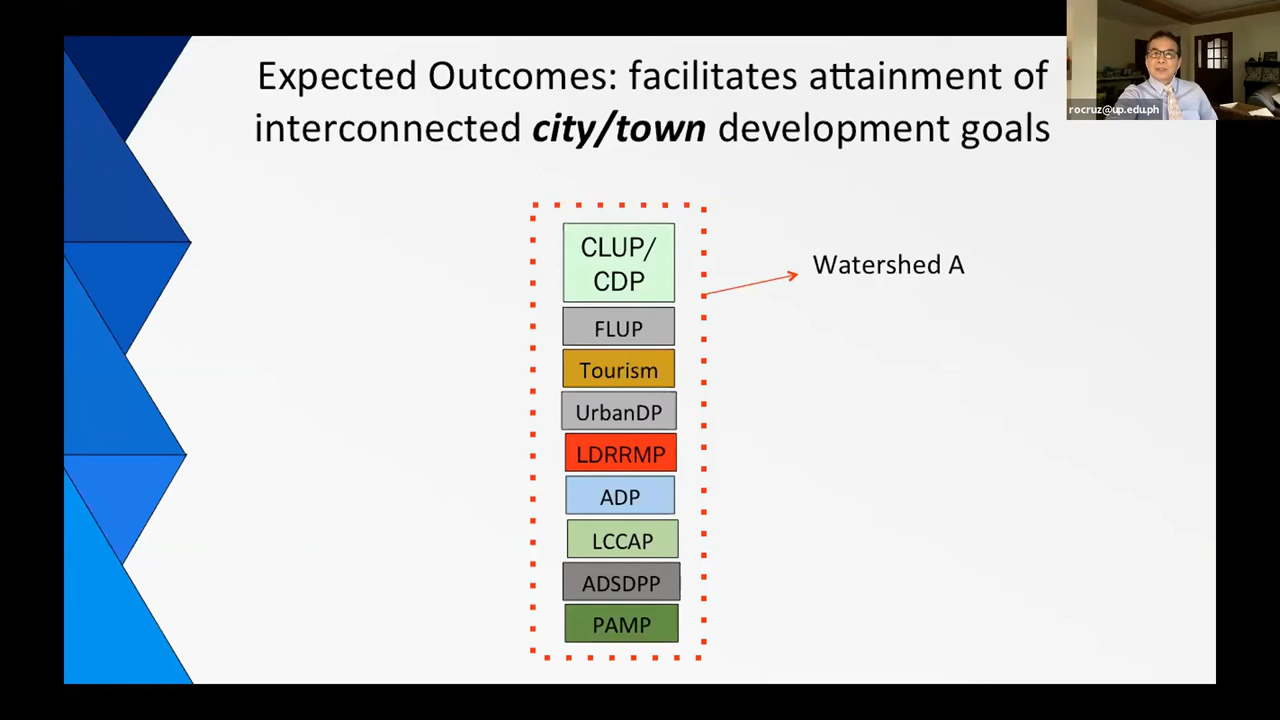 Expected Outcomes: facilitates attainment of
interconnected city/town development goals
rocruz@up.edu.ph
CLUP/
CDP
Watershed A
FLUP
Tourism
UrbanDP
LDRRMP
ADP
LCCAP
ADSDPP
PAMP